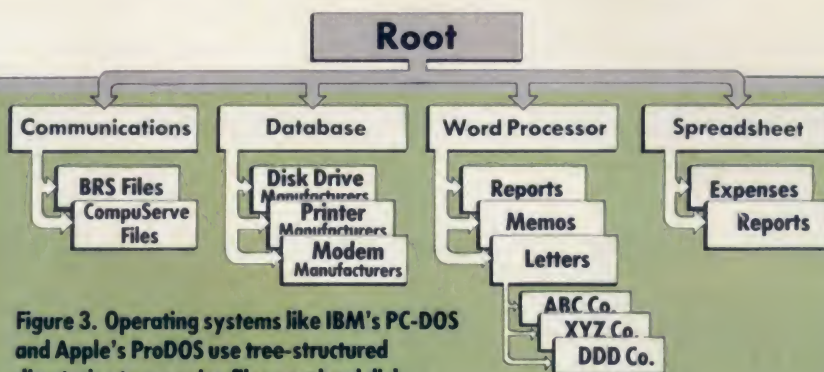 Root
Communications
BRS Files
CompuServe
Files
Database
Disk Drive
Manufacturers
Printer
Manufacturers
Modem
Manufacturers
Word Processor
Reports
Memos
Letters
ABC Co.
XYZ Co.
DDD Co.
Spreadsheet
Expenses
Reports
Figure 3. Operating systems like IBM's PC-DOS
and Apple's ProDOS use tree-structured